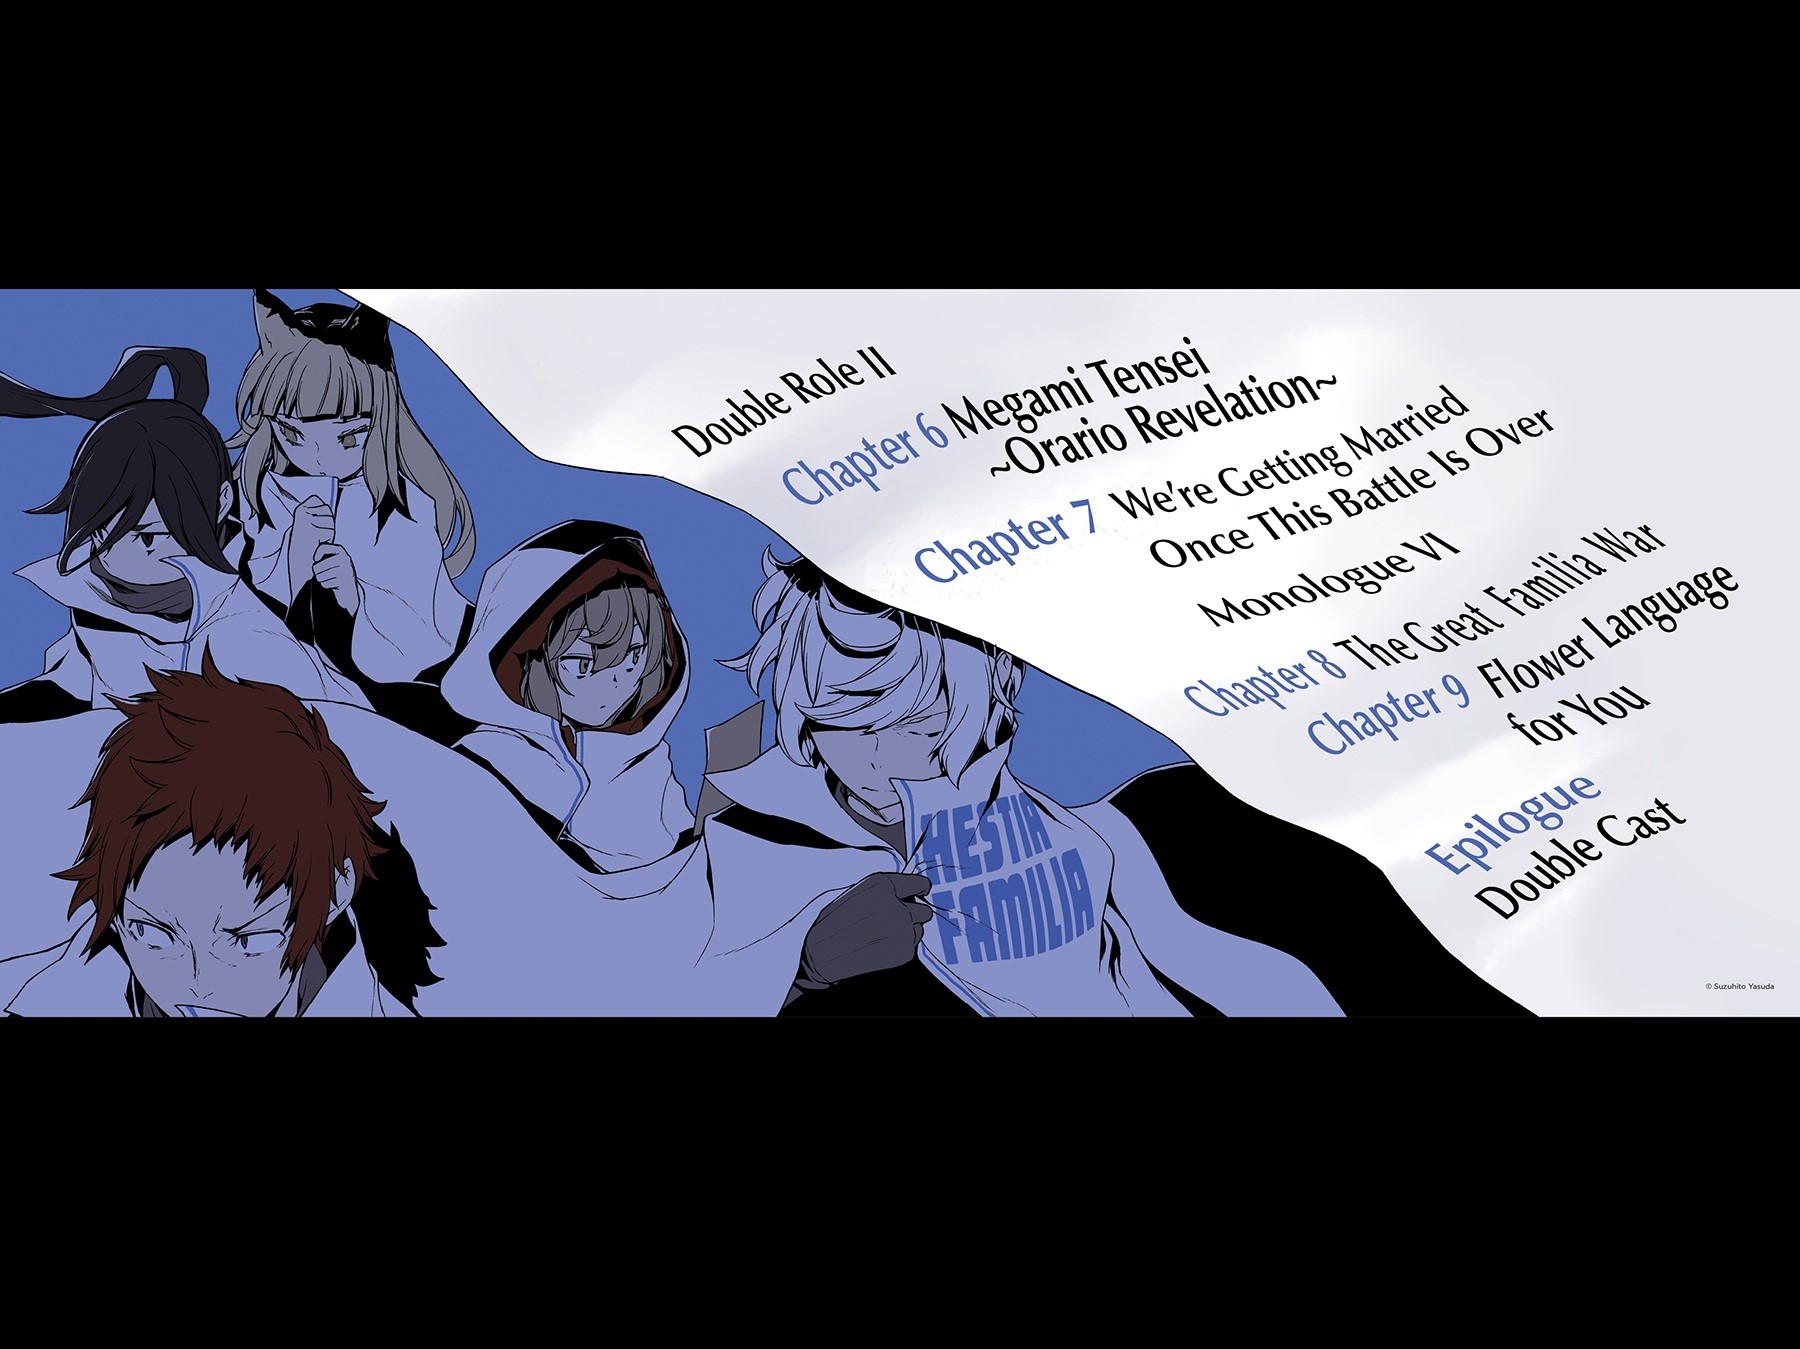 Double Role II
Chapter 6 Megami Tensei
~Orario Revelation~
Chapter 7 We're Getting Married
Once This Battle Is Over
Monologue VI
Chapter 8 The Great Familia War
Chapter 9 Flower Language
for You
Epilogue
Double Cast
HESTIA
FAMILIA
© Suzuhito Yasuda